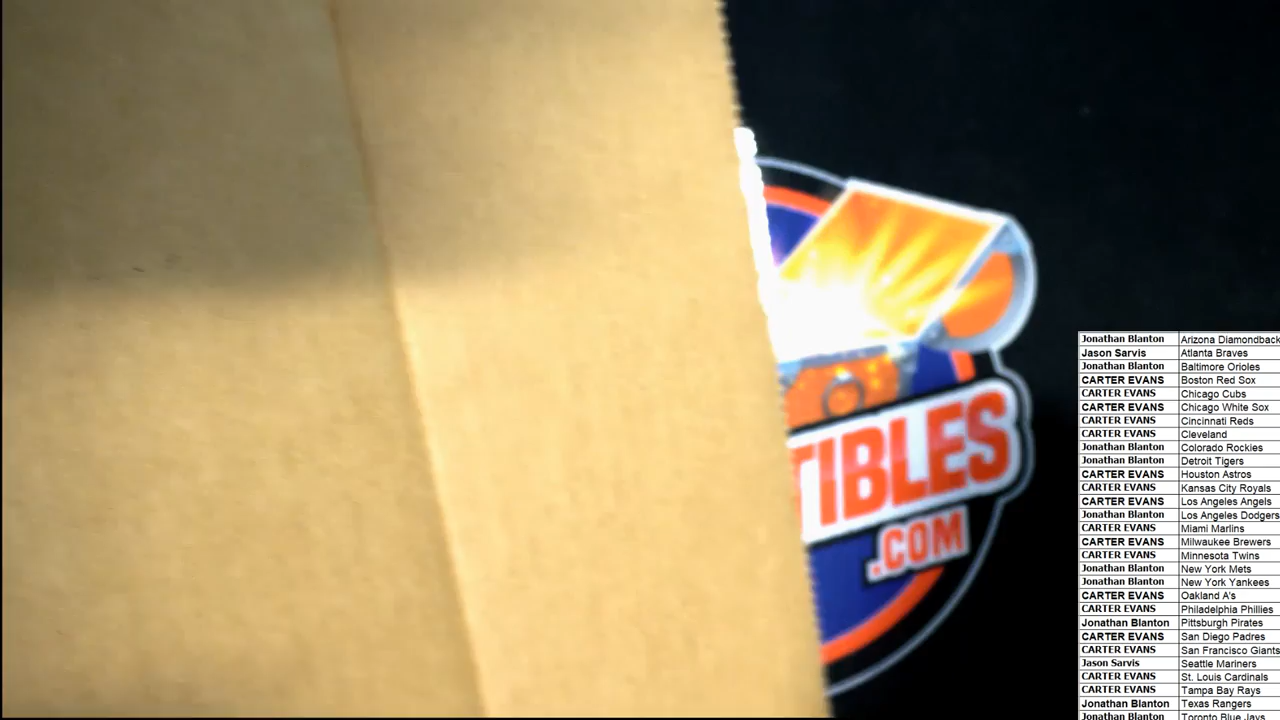 TIBLES
.COM
Jonathan Blanton Arizona Diamondback
Jason Sarvis Atlanta Braves
Jonathan Blanton Baltimore Orioles
CARTER EVANS Boston Red Sox
CARTER EVANS Chicago Cubs
CARTER EVANS Chicago White Sox
CARTER EVANS Cincinnati Reds
CARTER EVANS Cleveland
Jonathan Blanton Colorado Rockies
Jonathan Blanton Detroit Tigers
CARTER EVANS Houston Astros
CARTER EVANS Kansas City Royals
CARTER EVANS Los Angeles Angels
Jonathan Blanton Los Angeles Dodgers
CARTER EVANS Miami Marlins
CARTER EVANS Milwaukee Brewers
CARTER EVANS Minnesota Twins
Jonathan Blanton New York Mets
Jonathan Blanton New York Yankees
CARTER EVANS Oakland A's
CARTER EVANS Philadelphia Phillies
Jonathan Blanton Pittsburgh Pirates
CARTER EVANS San Diego Padres
CARTER EVANS San Francisco Giants
Jason Sarvis Seattle Mariners
CARTER EVANS St. Louis Cardinals
CARTER EVANS Tampa Bay Rays
Jonathan Blanton Texas Rangers
Jonathan Blanton Toronto Blue Jays